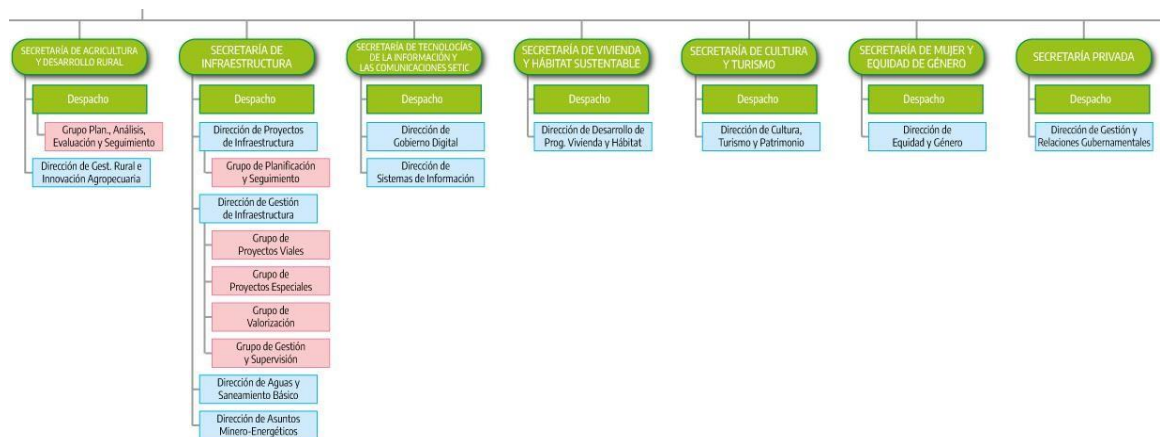 SECRETARÍA DE AGRICULTURA
Y DESARROLLO RURAL
Despacho
Grupo Plan., Análisis,
Evaluación y Seguimiento
Dirección de Gest. Rural e
Innovación Agropecuaria
SECRETARÍA DE
INFRAESTRUCTURA
Despacho
Dirección de Proyectos
de Infraestructura
Grupo de Planificación
y Seguimiento
Dirección de Gestión
de Infraestructura
Grupo de
Proyectos Viales
Grupo de
Proyectos Especiales
Grupo de
Valorización
Grupo de Gestión
y Supervisión
Dirección de Aguas y
Saneamiento Básico
Dirección de Asuntos
Minero-Energéticos
SECRETARÍA DE TECNOLOGÍAS
DE LA INFORMACIÓN Y
LAS COMUNICACIONES SETIC
Despacho
Dirección de
Gobierno Digital
Dirección de
Sistemas de Información
SECRETARÍA DE VIVIENDA
Y HÁBITAT SUSTENTABLE
Despacho
Dirección de Desarrollo de
Prog. Vivienda y Hábitat
SECRETARÍA DE CULTURA
Y TURISMO
Despacho
Dirección de Cultura,
Turismo y Patrimonio
SECRETARÍA DE MUJER Y
EQUIDAD DE GÉNERO
Despacho
Dirección de
Equidad y Género
SECRETARÍA PRIVADA
Despacho
Dirección de Gestión y
Relaciones Gubernamentales